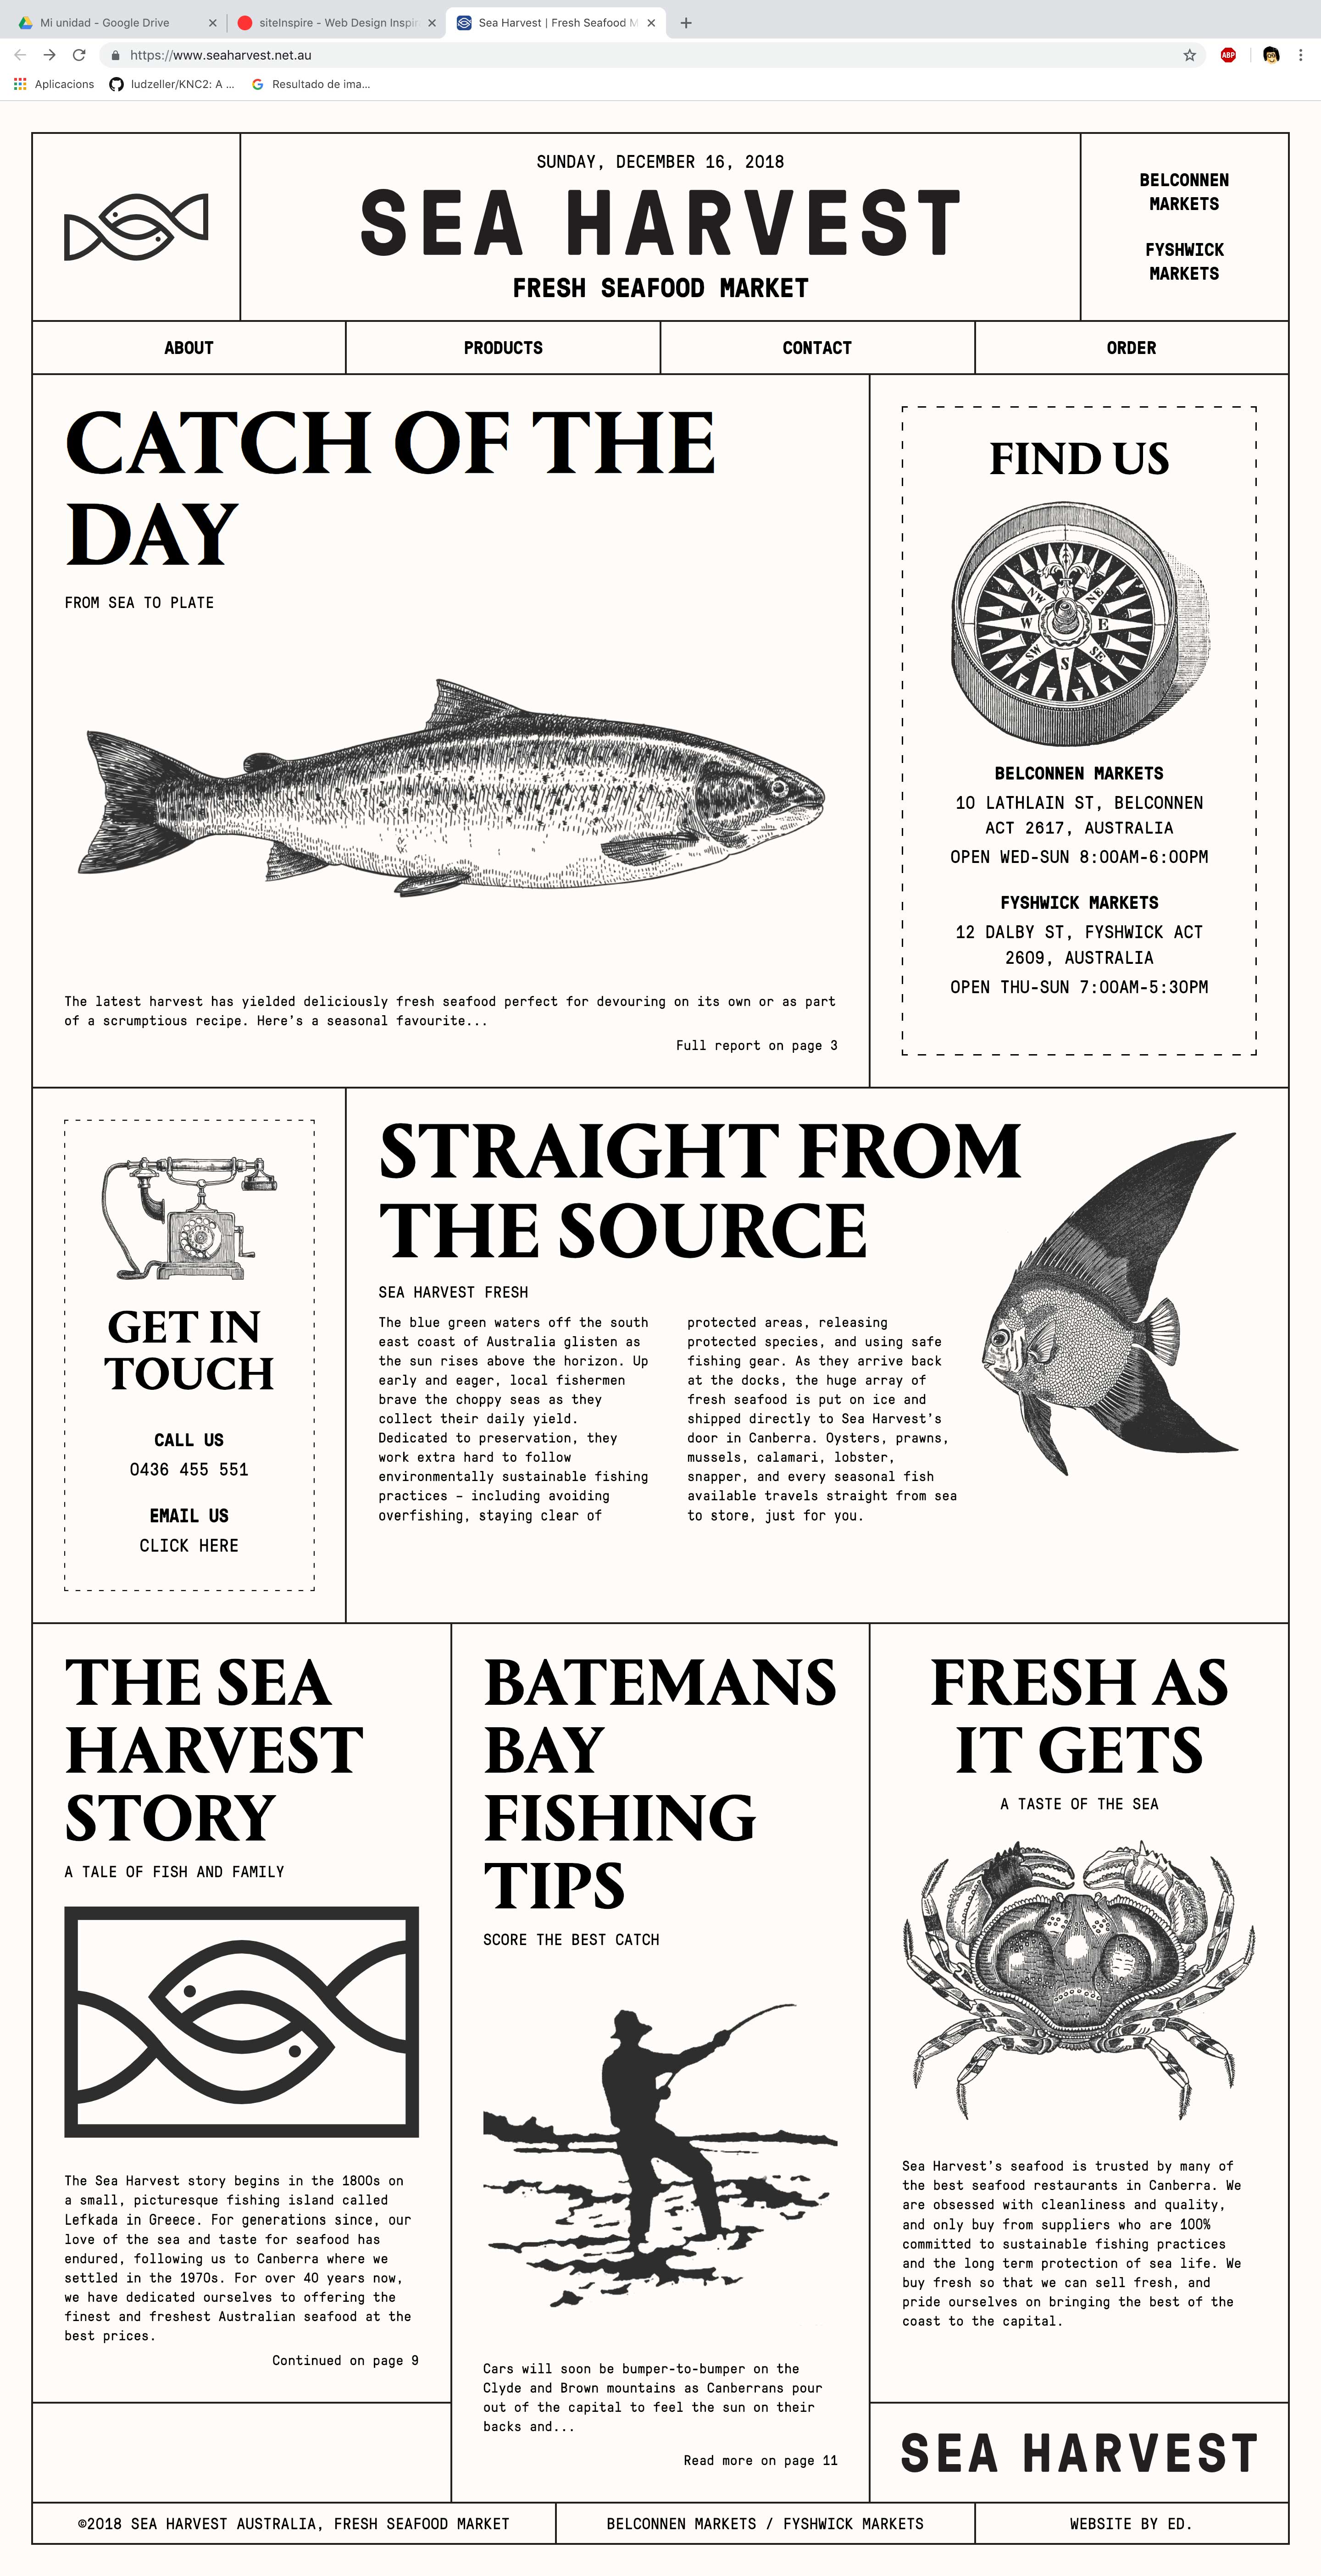 Mi unidad - Google Drive
siteInspire - Web Design Inspir
Sea Harvest | Fresh Seafood M
https://www.seaharvest.net.au
ABP
Aplicacions
ludzeller/KNC2: A ...
Resultado de ima...
SUNDAY, DECEMBER 16, 2018
SEA HARVEST
FRESH SEAFOOD MARKET
BELCONNEN
MARKETS
FYSHWICK
MARKETS
ABOUT
PRODUCTS
CONTACT
ORDER
CATCH OF THE
DAY
FROM SEA TO PLATE
The latest harvest has yielded deliciously fresh seafood perfect for devouring on its own or as part
of a scrumptious recipe. Here's a seasonal favourite...
Full report on page 3
FIND US
NW
NE
W
E
SW
S
SE
BELCONNEN MARKETS
10 LATHLAIN ST, BELCONNEN
ACT 2617, AUSTRALIA
OPEN WED-SUN 8:00AM-6:00PM
FYSHWICK MARKETS
12 DALBY ST, FYSHWICK ACT
2609, AUSTRALIA
OPEN THU-SUN 7:00AM-5:30PM
GET IN
TOUCH
CALL US
0436 455 551
EMAIL US
CLICK HERE
STRAIGHT FROM
THE SOURCE
SEA HARVEST FRESH
The blue green waters off the south
east coast of Australia glisten as
the sun rises above the horizon. Up
early and eager, local fishermen
brave the choppy seas as they
collect their daily yield.
Dedicated to preservation, they
work extra hard to follow
environmentally sustainable fishing
practices – including avoiding
overfishing, staying clear of
protected areas, releasing
protected species, and using safe
fishing gear. As they arrive back
at the docks, the huge array of
fresh seafood is put on ice and
shipped directly to Sea Harvest's
door in Canberra. Oysters, prawns,
mussels, calamari, lobster,
snapper, and every seasonal fish
available travels straight from sea
to store, just for you.
THE SEA
HARVEST
STORY
A TALE OF FISH AND FAMILY
The Sea Harvest story begins in the 1800s on
a small, picturesque fishing island called
Lefkada in Greece. For generations since, our
love of the sea and taste for seafood has
endured, following us to Canberra where we
settled in the 1970s. For over 40 years now,
we have dedicated ourselves to offering the
finest and freshest Australian seafood at the
best prices.
Continued on page 9
BATEMANS
BAY
FISHING
TIPS
SCORE THE BEST CATCH
Cars will soon be bumper-to-bumper on the
Clyde and Brown mountains as Canberrans pour
out of the capital to feel the sun on their
backs and...
Read more on page 11
FRESH AS
IT GETS
A TASTE OF THE SEA
Sea Harvest's seafood is trusted by many of
the best seafood restaurants in Canberra. We
are obsessed with cleanliness and quality,
and only buy from suppliers who are 100%
committed to sustainable fishing practices
and the long term protection of sea life. We
buy fresh so that we can sell fresh, and
pride ourselves on bringing the best of the
coast to the capital.
SEA HARVEST
©2018 SEA HARVEST AUSTRALIA, FRESH SEAFOOD MARKET
BELCONNEN MARKETS / FYSHWICK MARKETS
WEBSITE BY ED.